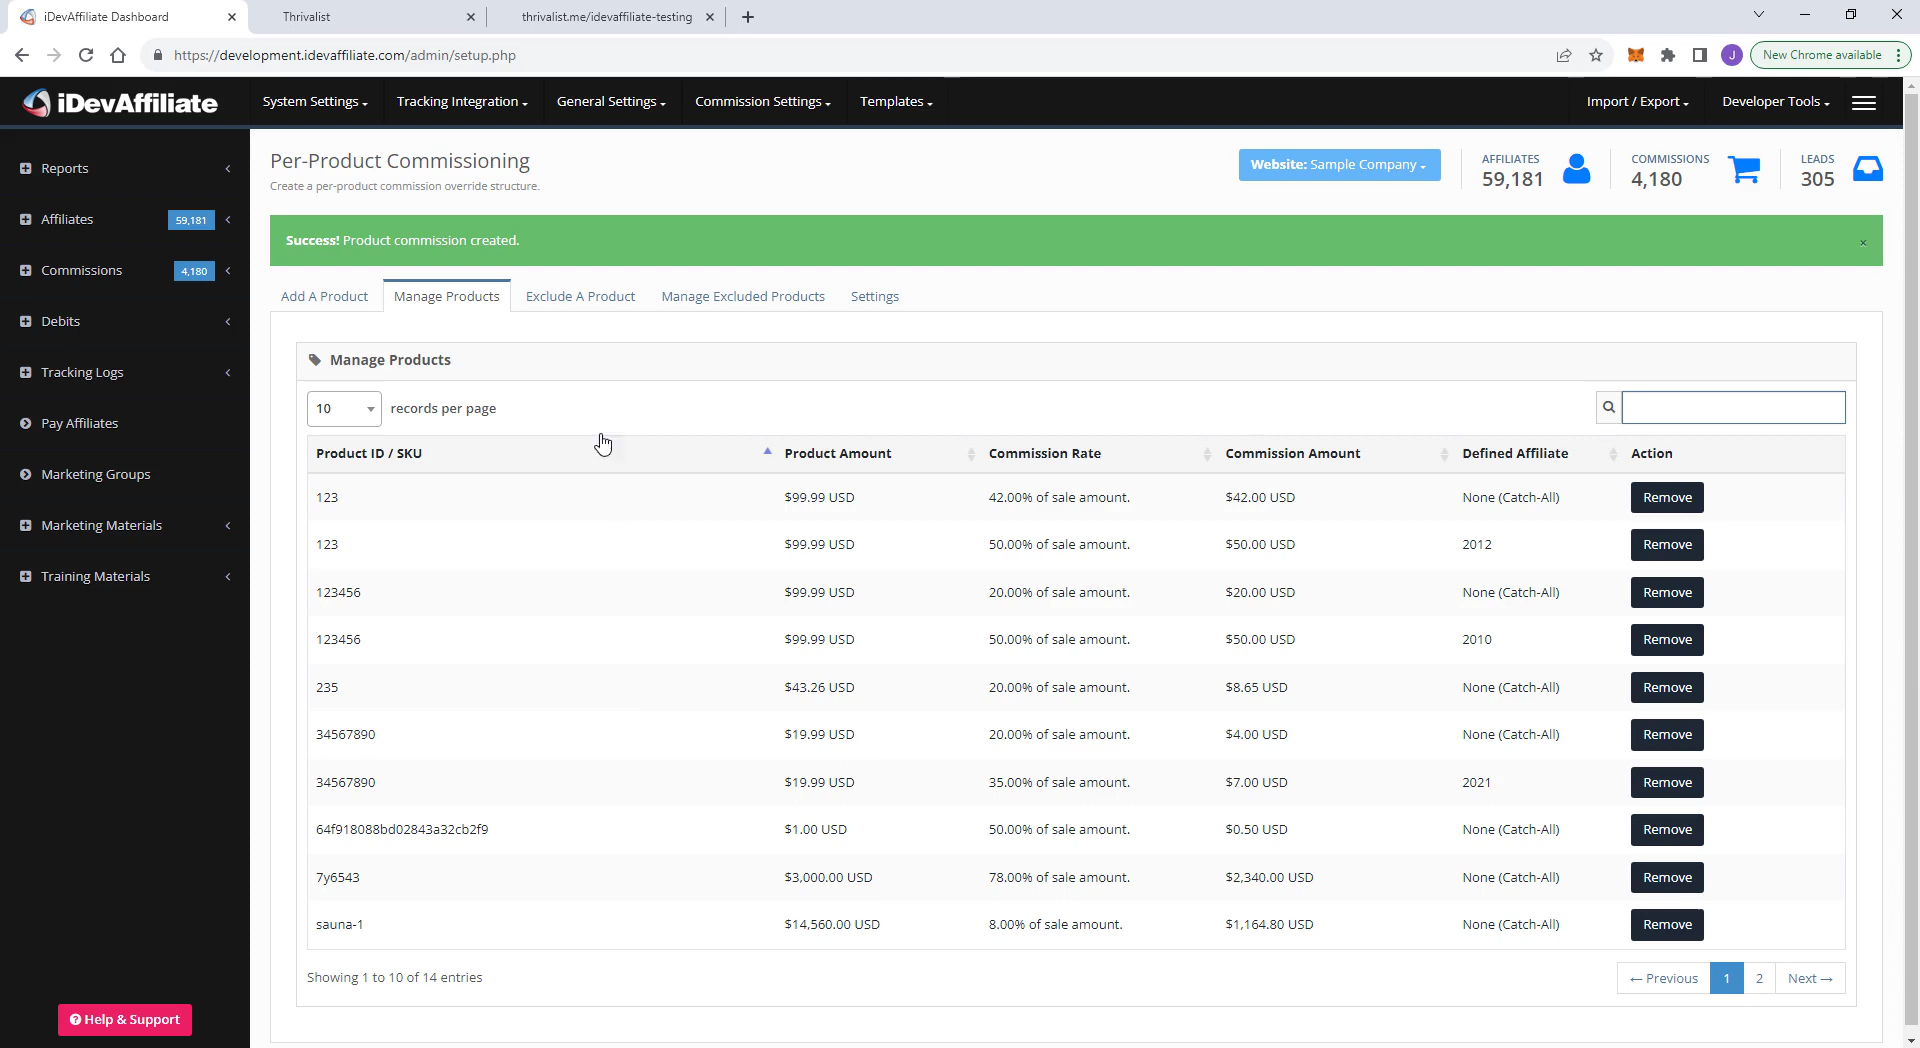 iDevAffiliate Dashboard
Thrivalist
thrivalist.me/idevaffiliate-testing
https://development.idevaffiliate.com/admin/setup.php
J
New Chrome available
iDevAffiliate
System Settings
Tracking Integration
General Settings
Commission Settings
Templates
Import / Export
Developer Tools
Reports
Affiliates
59,181
Commissions
4,180
Debits
Tracking Logs
Pay Affiliates
Marketing Groups
Marketing Materials
Training Materials
Help & Support
Per-Product Commissioning
Create a per-product commission override structure.
Website: Sample Company
AFFILIATES
59,181
COMMISSIONS
4,180
LEADS
305
Success! Product commission created.
×
Add A Product
Manage Products
Exclude A Product
Manage Excluded Products
Settings
Manage Products
10 records per page
Product ID / SKU Product Amount Commission Rate Commission Amount Defined Affiliate Action
123 $99.99 USD 42.00% of sale amount. $42.00 USD None (Catch-All) Remove
123 $99.99 USD 50.00% of sale amount. $50.00 USD 2012 Remove
123456 $99.99 USD 20.00% of sale amount. $20.00 USD None (Catch-All) Remove
123456 $99.99 USD 50.00% of sale amount. $50.00 USD 2010 Remove
235 $43.26 USD 20.00% of sale amount. $8.65 USD None (Catch-All) Remove
34567890 $19.99 USD 20.00% of sale amount. $4.00 USD None (Catch-All) Remove
34567890 $19.99 USD 35.00% of sale amount. $7.00 USD 2021 Remove
64f918088bd02843a32cb2f9 $1.00 USD 50.00% of sale amount. $0.50 USD None (Catch-All) Remove
7y6543 $3,000.00 USD 78.00% of sale amount. $2,340.00 USD None (Catch-All) Remove
sauna-1 $14,560.00 USD 8.00% of sale amount. $1,164.80 USD None (Catch-All) Remove
Showing 1 to 10 of 14 entries
← Previous 1 2 Next →